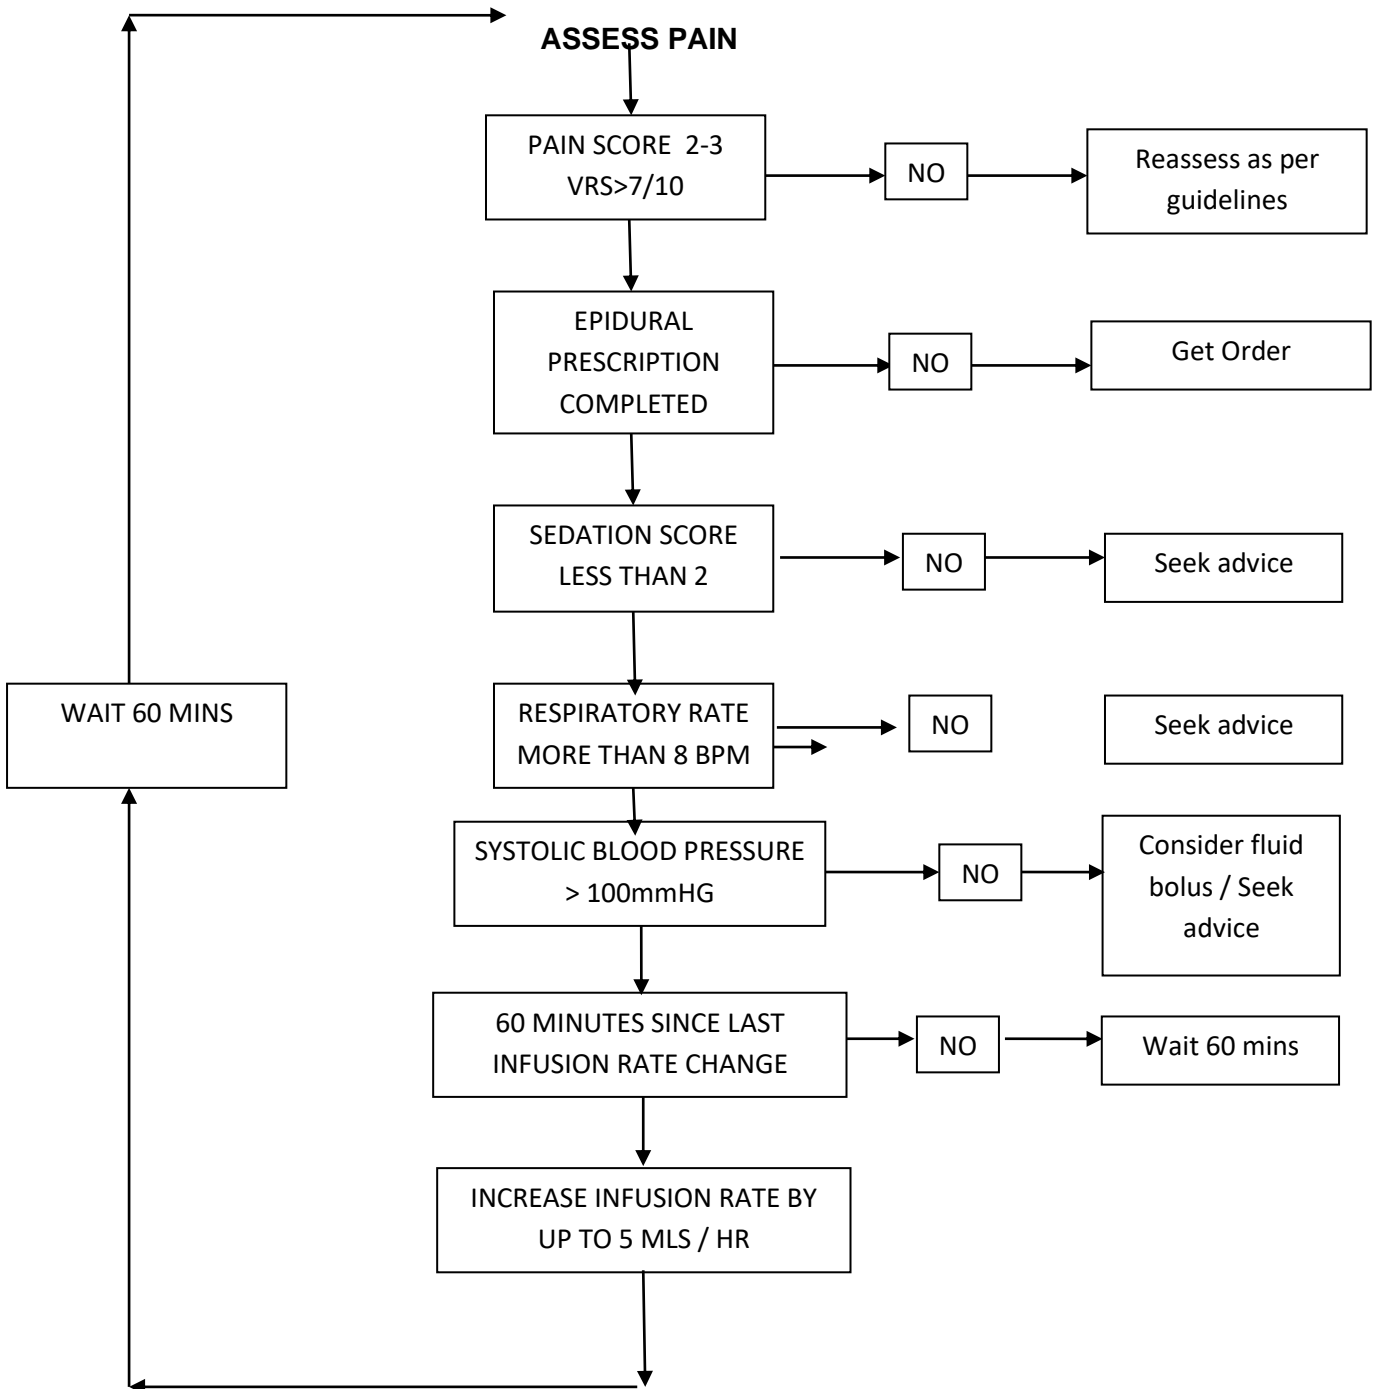 ASSESS PAIN
PAIN SCORE 2-3
VRS>7/10
NO
Reassess as per
guidelines
EPIDURAL
PRESCRIPTION
COMPLETED
NO
Get Order
SEDATION SCORE
LESS THAN 2
NO
Seek advice
WAIT 60 MINS
RESPIRATORY RATE
MORE THAN 8 BPM
NO
Seek advice
SYSTOLIC BLOOD PRESSURE
> 100mmHG
NO
Consider fluid
bolus / Seek
advice
60 MINUTES SINCE LAST
INFUSION RATE CHANGE
NO
Wait 60 mins
INCREASE INFUSION RATE BY
UP TO 5 MLS / HR